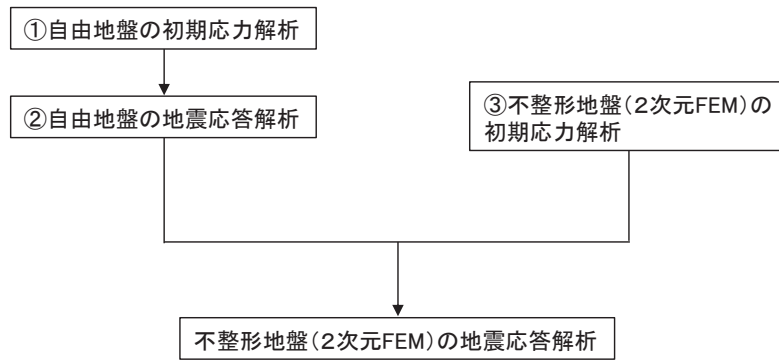 ①自由地盤の初期応力解析
②自由地盤の地震応答解析
③不整形地盤(2次元FEM)の
初期応力解析
不整形地盤(2次元FEM)の地震応答解析